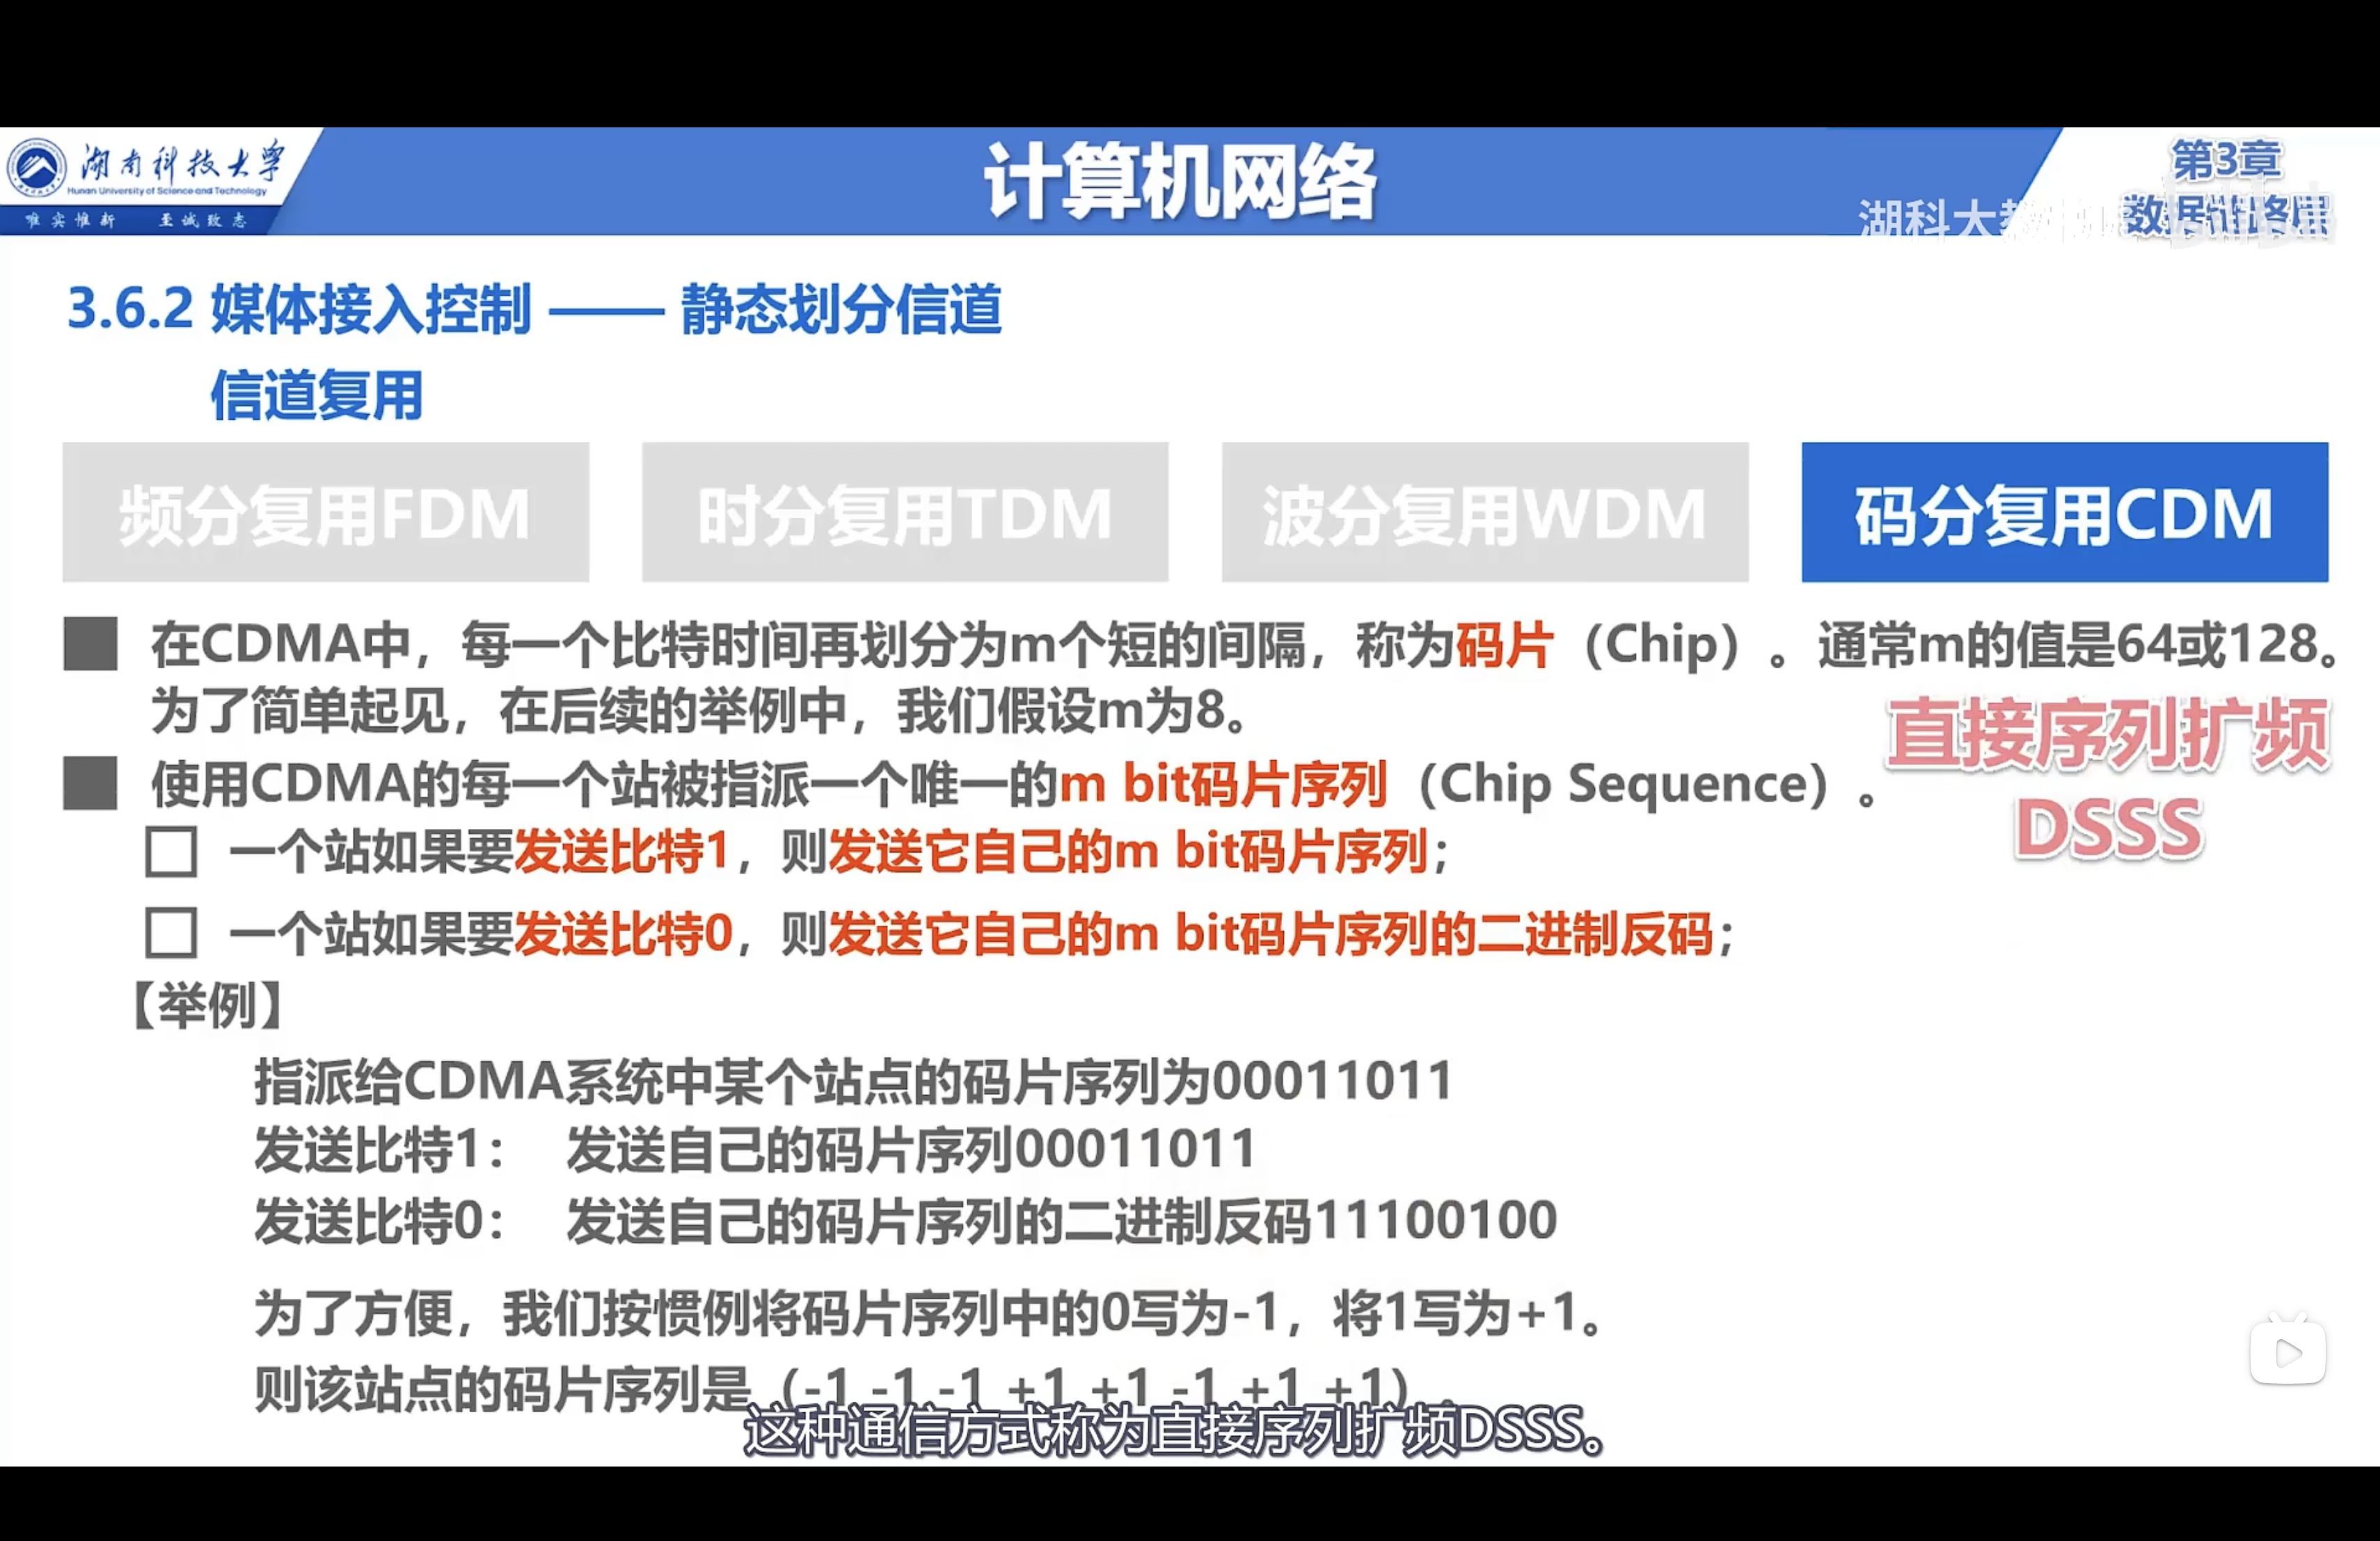 湖南科技大学
Hunan University of Science and Technology
唯实惟新 至诚致志
计算机网络
第3章
数据链路层
湖科大教
3.6.2 媒体接入控制 —— 静态划分信道
信道复用
频分复用FDM
时分复用TDM
波分复用WDM
码分复用CDM
在CDMA中，每一个比特时间再划分为m个短的间隔，称为码片（Chip）。通常m的值是64或128。
为了简单起见，在后续的举例中，我们假设m为8。
直接序列扩频
DSSS
使用CDMA的每一个站被指派一个唯一的m bit码片序列（Chip Sequence）。
一个站如果要发送比特1，则发送它自己的m bit码片序列；
一个站如果要发送比特0，则发送它自己的m bit码片序列的二进制反码；
【举例】
指派给CDMA系统中某个站点的码片序列为00011011
发送比特1： 发送自己的码片序列00011011
发送比特0： 发送自己的码片序列的二进制反码11100100
为了方便，我们按惯例将码片序列中的0写为-1，将1写为+1。
则该站点的码片序列是（-1 -1 -1 +1 +1 -1 +1 +1）。
这种通信方式称为直接序列扩频DSSS。